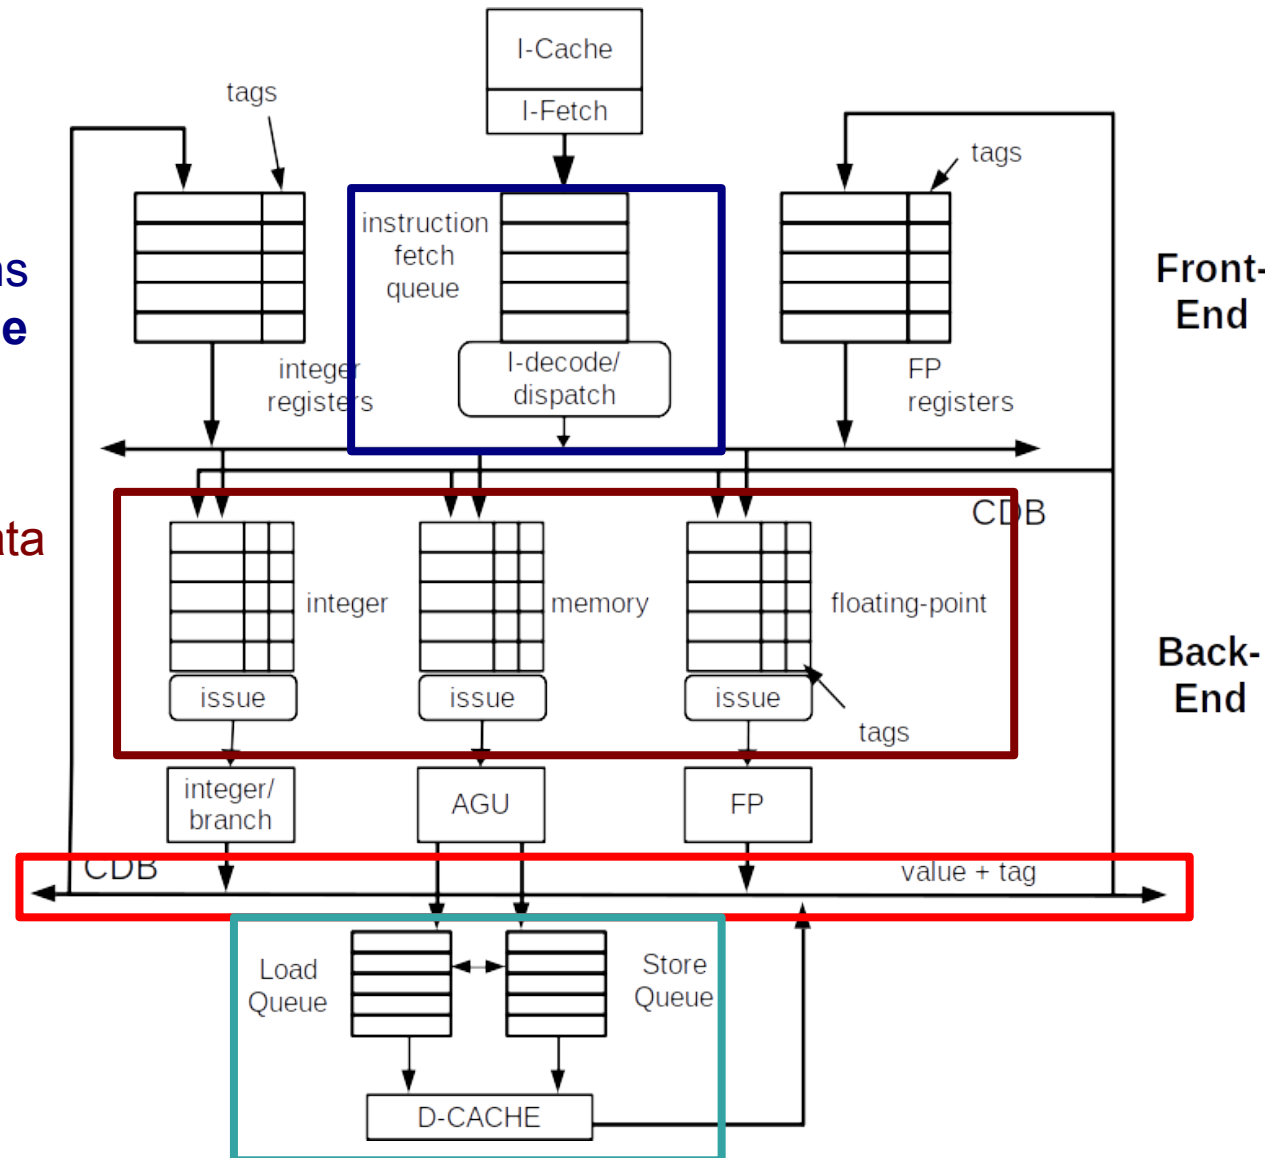 I-Cache
I-Fetch
tags
tags
instruction
fetch
queue
I-decode/
dispatch
integer
registers
FP
registers
Front-
End
ns
e
ata
CDB
integer
memory
floating-point
issue
issue
issue
tags
Back-
End
integer/
branch
AGU
FP
CDB
value + tag
Load
Queue
Store
Queue
D-CACHE